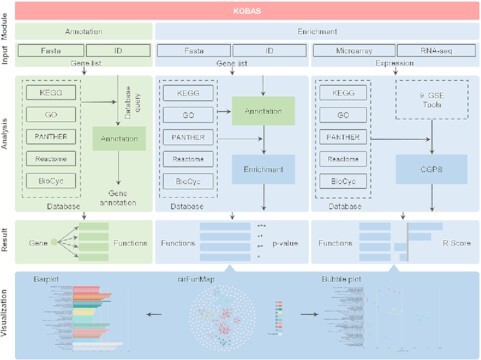 KOBAS
Module
Annotation
Enrichment
Input
Fasta
ID
Fasta
ID
Microarray
RNA-seq
Gene list
Gene list
Expression
Analysis
KEGG
GO
PANTHER
Reactome
BioCyc
Database
Database query
Annotation
Gene annotation
KEGG
GO
PANTHER
Reactome
BioCyc
Database
Annotation
Enrichment
KEGG
GO
PANTHER
Reactome
BioCyc
Database
9 GSE
Tools
CGPS
Result
Gene
Functions
Functions
p-value
Functions
R Score
Visualization
Barplot
cirFunMap
Bubble plot